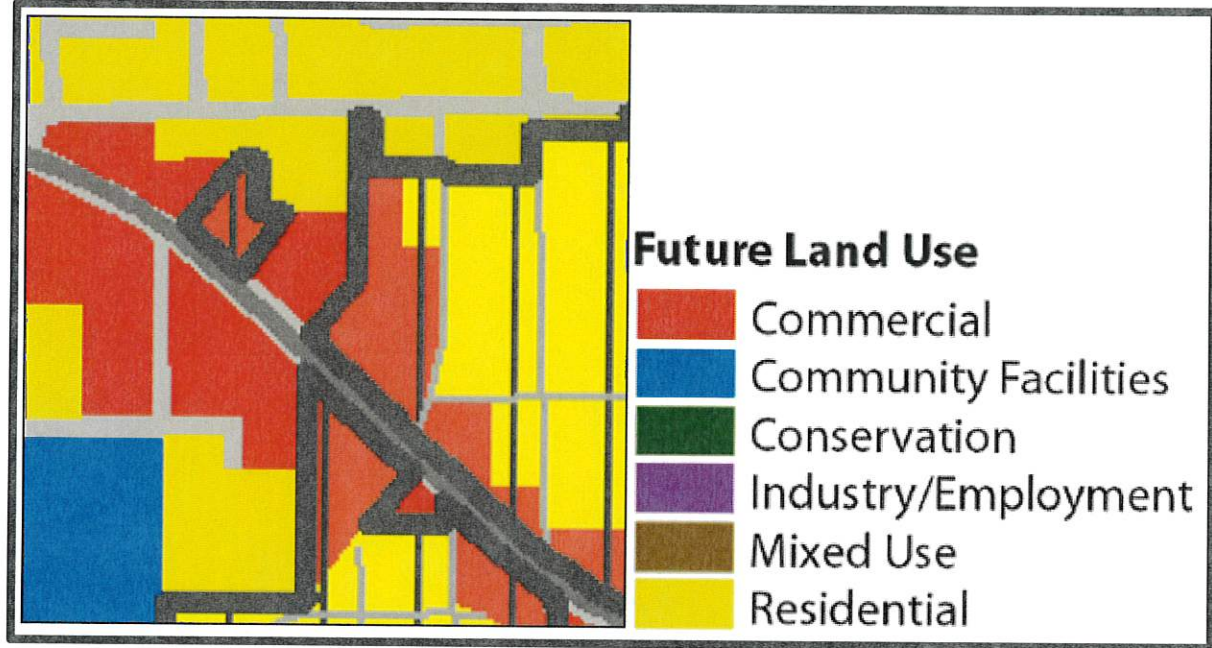 Future Land Use
Commercial
Community Facilities
Conservation
Industry/Employment
Mixed Use
Residential